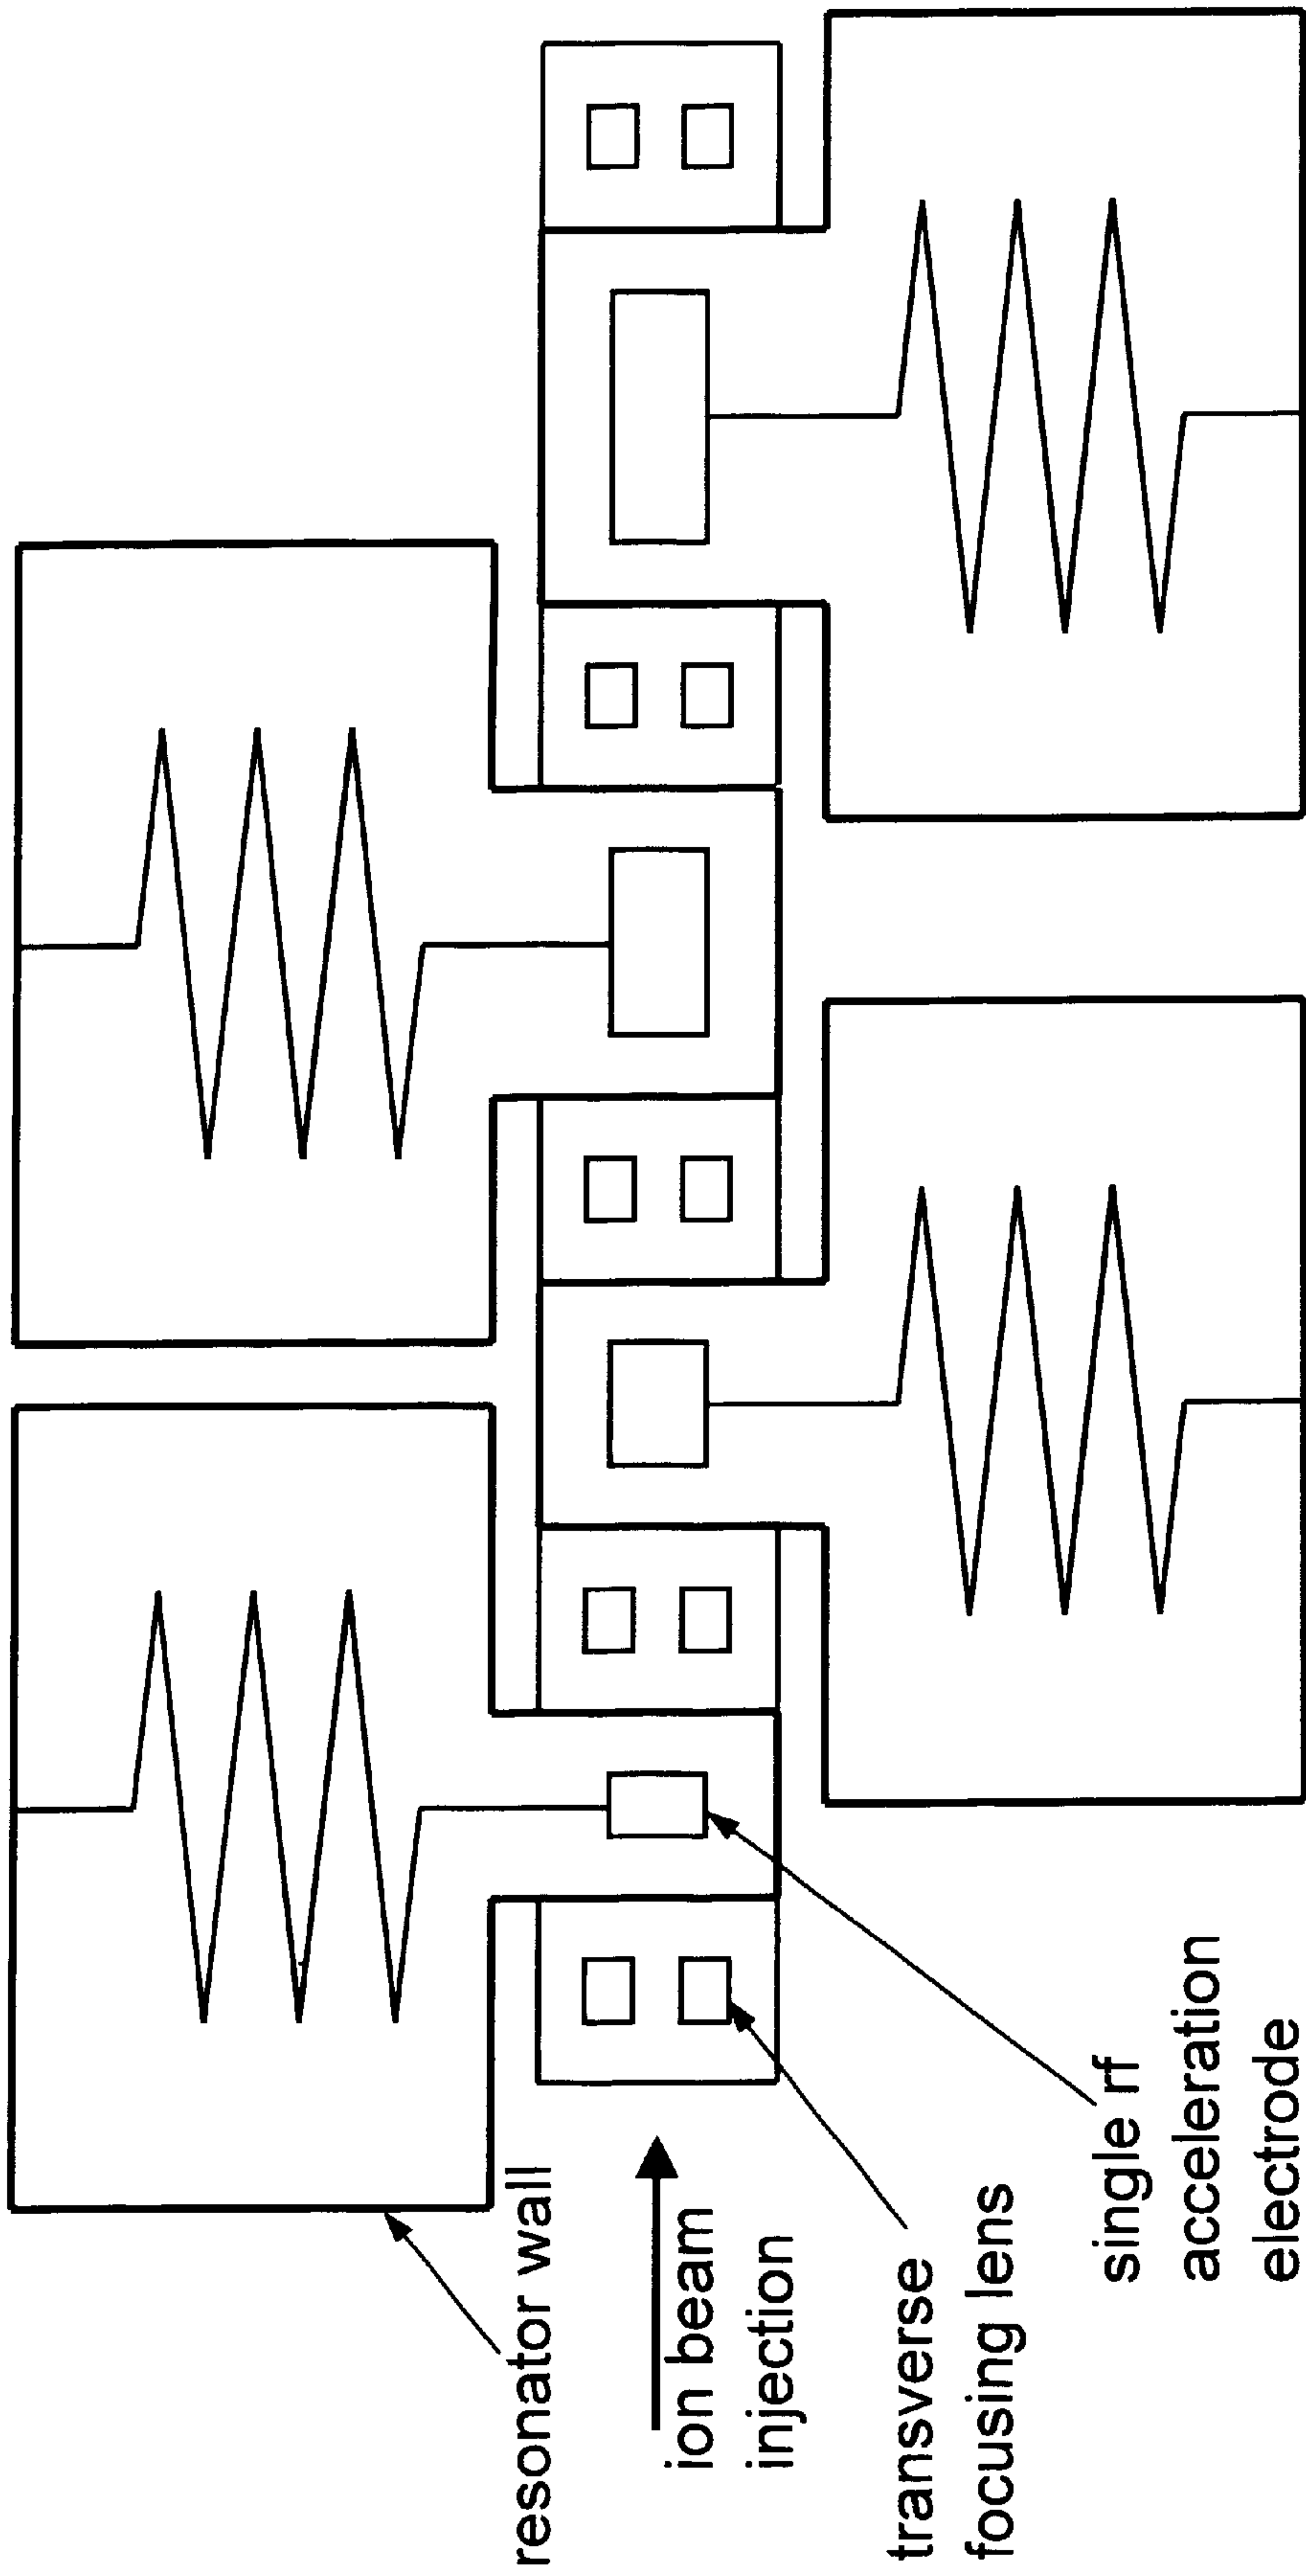 resonator wall
ion beam
injection
transverse
focusing lens
single rf
acceleration
electrode